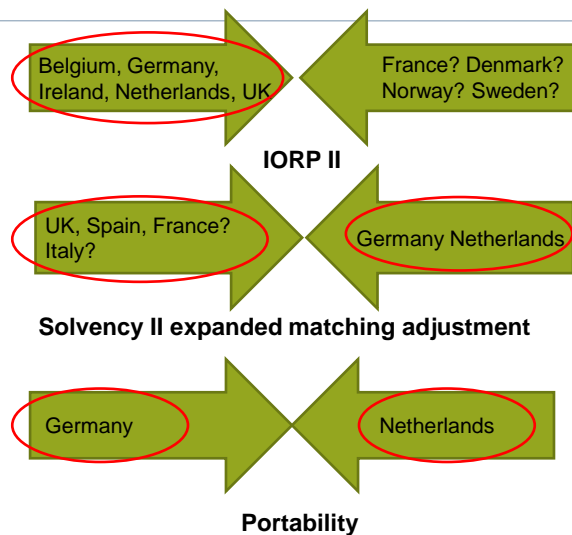 Belgium, Germany,
Ireland, Netherlands, UK
France? Denmark?
Norway? Sweden?
IORP II
UK, Spain, France?
Italy?
Germany Netherlands
Solvency II expanded matching adjustment
Germany
Netherlands
Portability